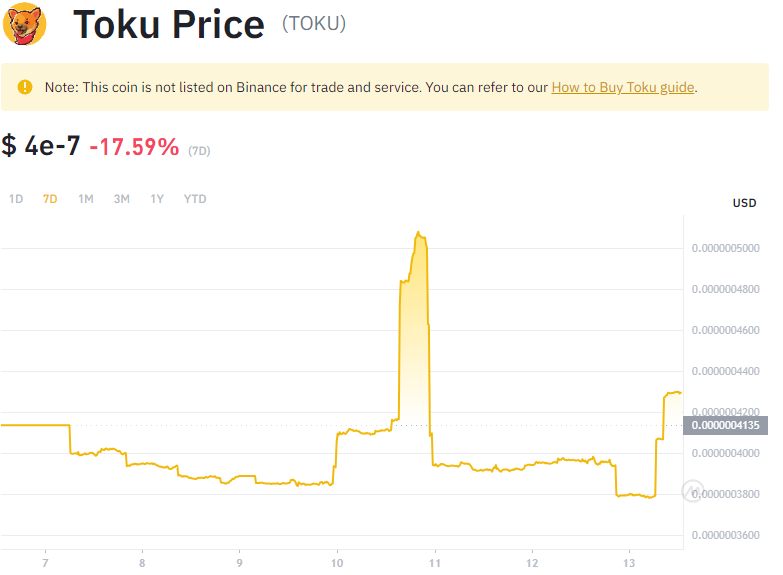 Toku Price (TOKU)
Note: This coin is not listed on Binance for trade and service. You can refer to our How to Buy Toku guide.
$ 4e-7 -17.59% (7D)
1D 7D 1M 3M 1Y YTD
USD
0.0000005000
0.0000004800
0.0000004600
0.0000004400
0.0000004200
0.0000004135
0.0000004000
0.0000003800
0.0000003600
7 8 9 10 11 12 13